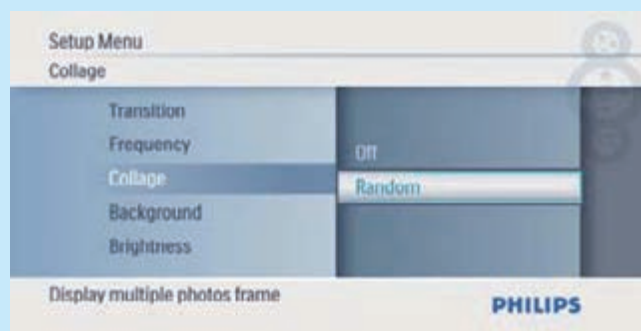 Setup Menu
Collage
Transition
Frequency
Collage
Background
Brightness
Off
Random
Display multiple photos frame
PHILIPS